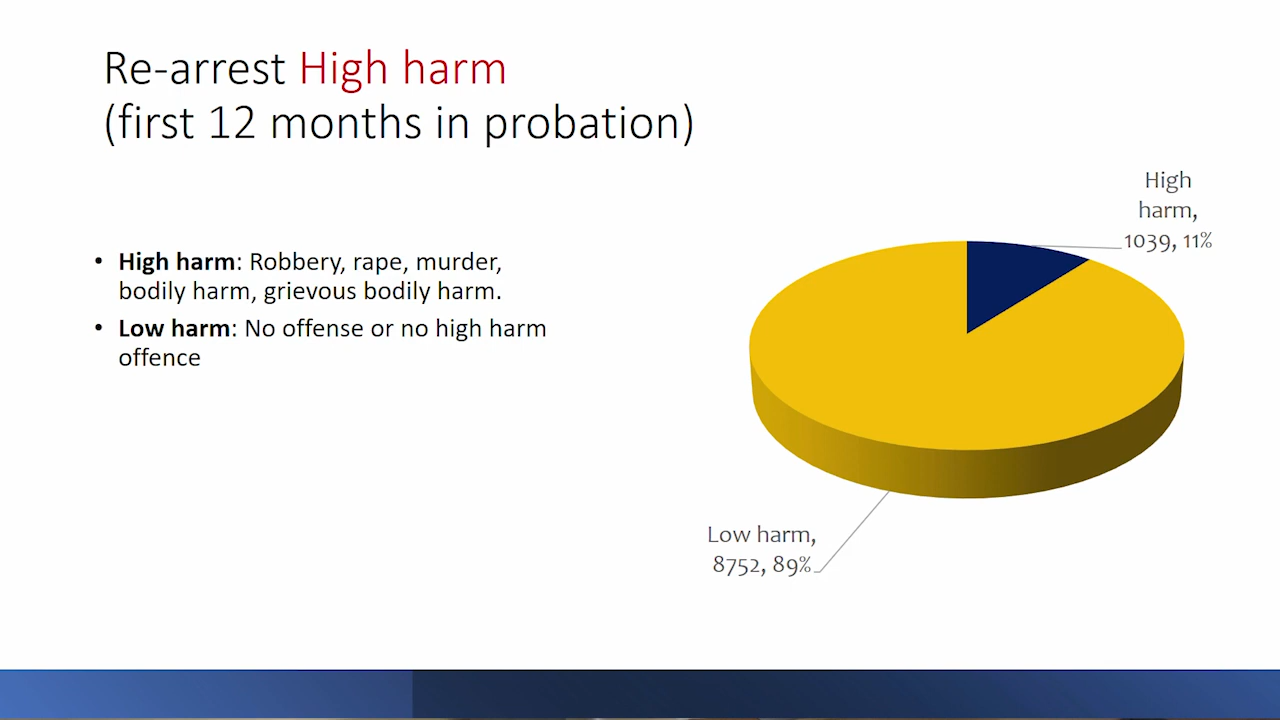 Re-arrest High harm
(first 12 months in probation)
• High harm: Robbery, rape, murder,
bodily harm, grievous bodily harm.
• Low harm: No offense or no high harm
offence
High
harm,
1039, 11%
Low harm,
8752, 89%